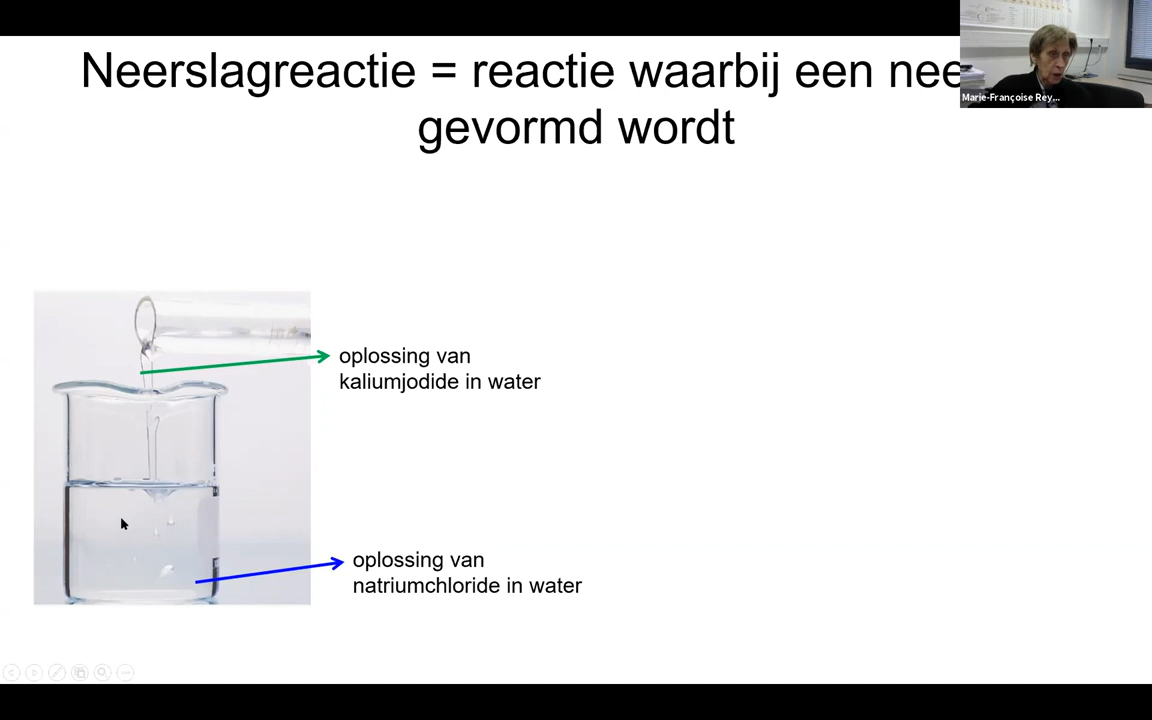 Neerslagreactie = reactie waarbij een nee
gevormd wordt
Marie-Françoise Rey...
oplossing van
kaliumjodide in water
oplossing van
natriumchloride in water